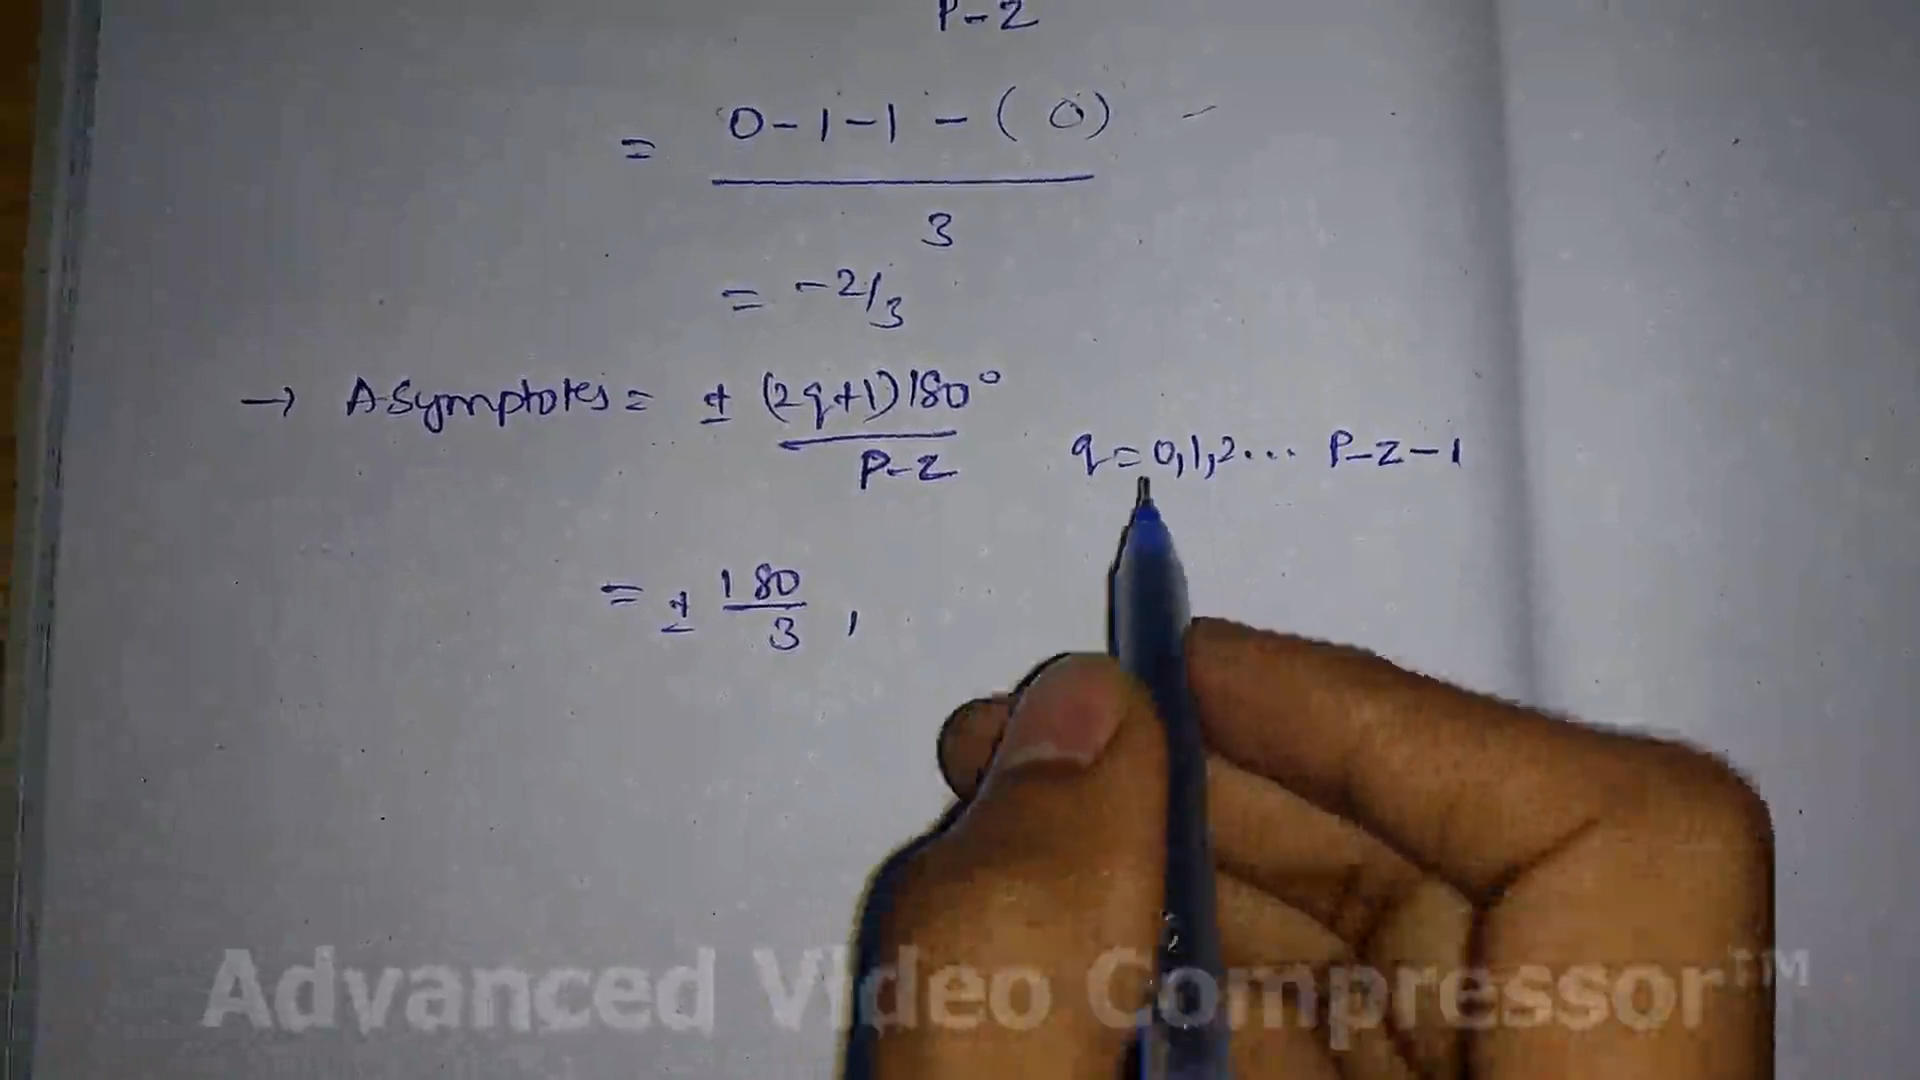 P-Z
= 0-1-1-(0)
3
= -2/3
→ Asymptotes = ± (2q+1)180°
P-Z
q=0,1,2... P-Z-1
= ± 180/3 ,
Advanced Video Compressor™